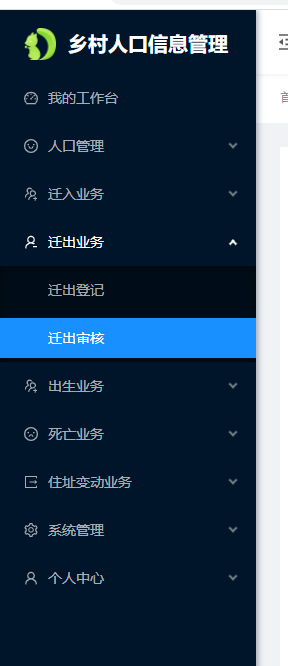 乡村人口信息管理
我的工作台
人口管理
迁入业务
迁出业务
迁出登记
迁出审核
出生业务
死亡业务
住址变动业务
系统管理
个人中心